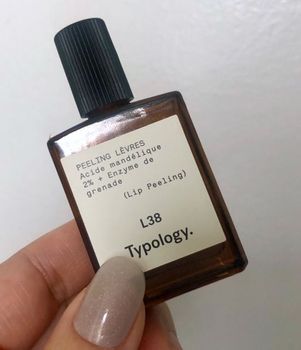 PEELING LÈVRES
Acide mandélique
2% + Enzyme de
grenade
(Lip Peeling)
L38
Typology.